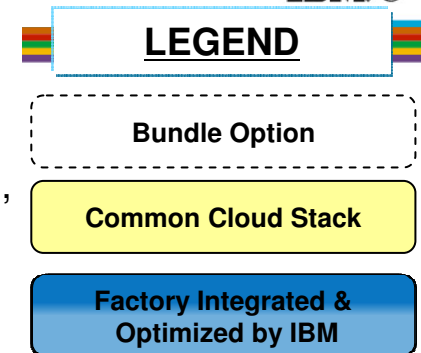 LEGEND
Bundle Option
,
Common Cloud Stack
Factory Integrated &
Optimized by IBM